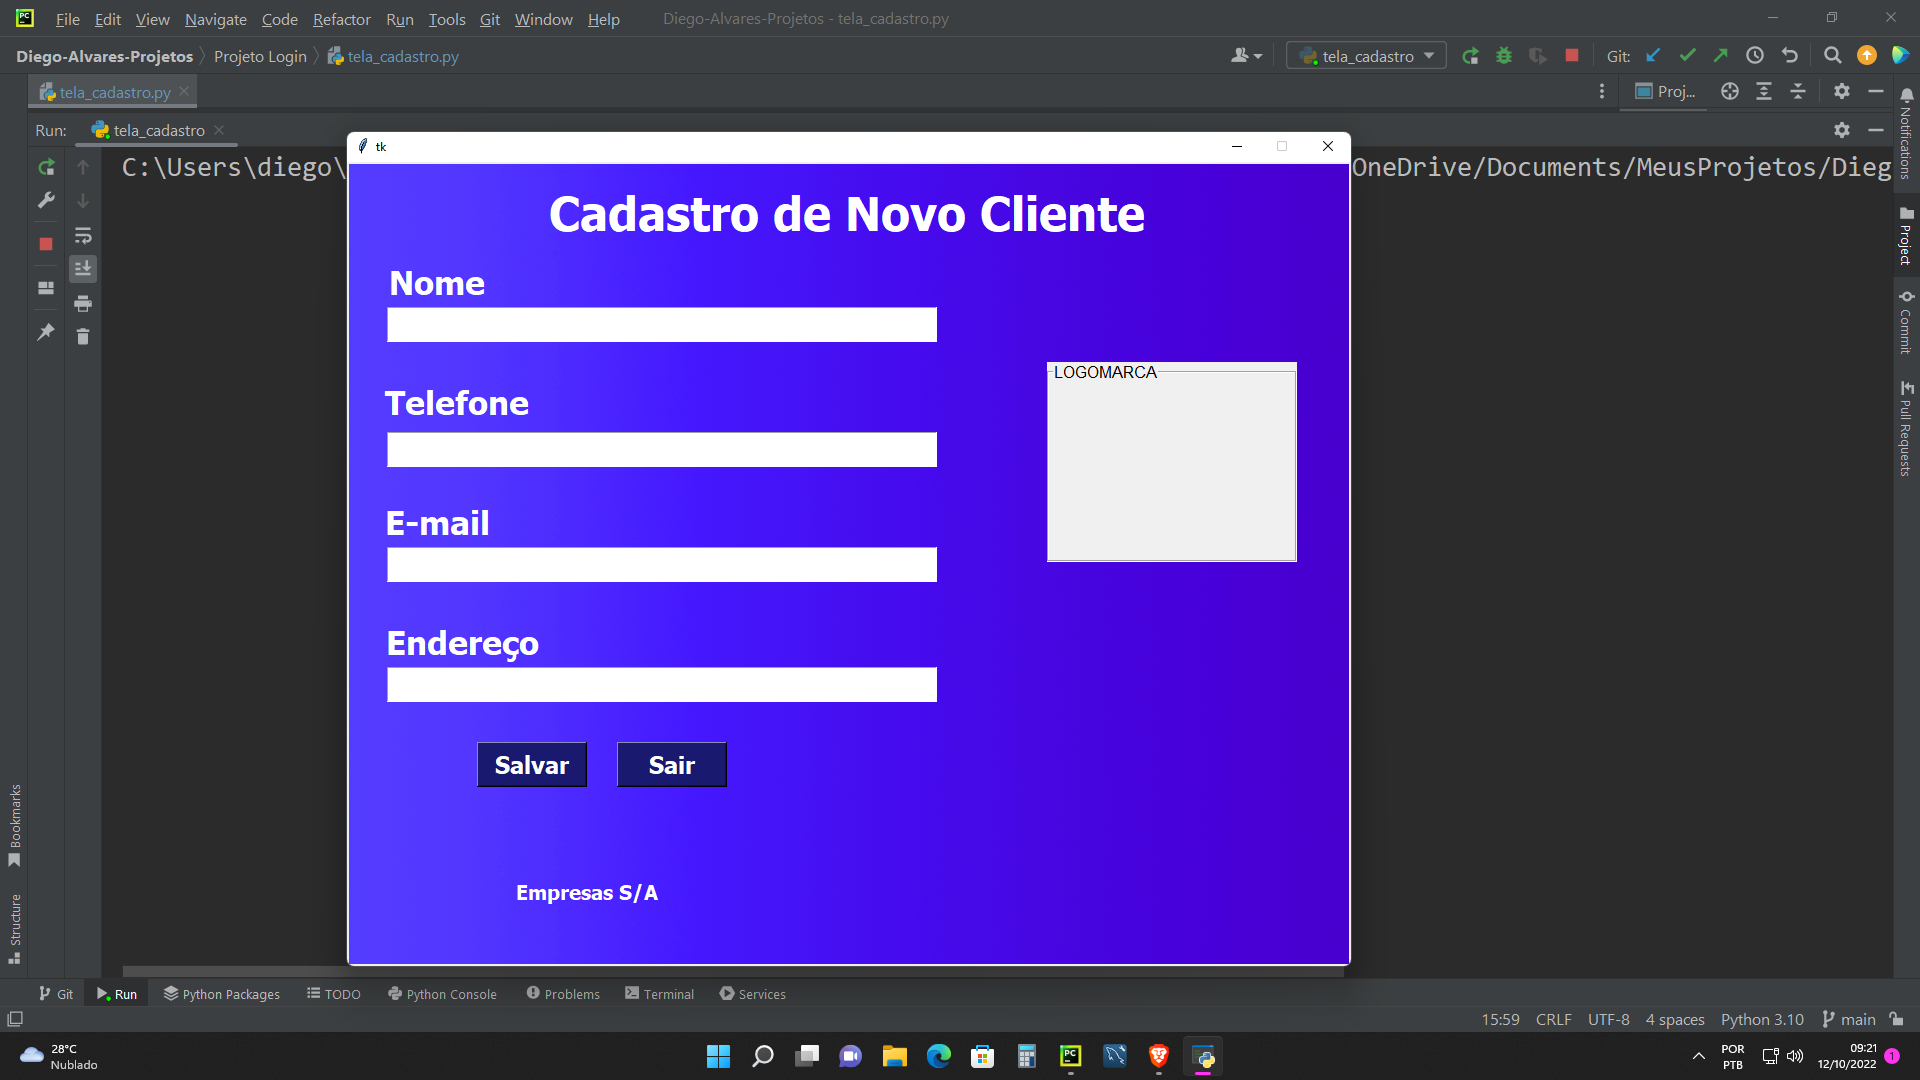 File Edit View Navigate Code Refactor Run Tools Git Window Help Diego-Alvares-Projetos - tela_cadastro.py
Diego-Alvares-Projetos Projeto Login tela_cadastro.py tela_cadastro Git:
tela_cadastro.py Proj...
Run: tela_cadastro
C:\Users\diego\ OneDrive/Documents/MeusProjetos/Dieg
tk
Cadastro de Novo Cliente
Nome
Telefone
LOGOMARCA
E-mail
Endereço
Salvar Sair
Empresas S/A
Notifications
Project
Commit
Pull Requests
Bookmarks
Structure
Git Run Python Packages TODO Python Console Problems Terminal Services
15:59 CRLF UTF-8 4 spaces Python 3.10 main
28°C
Nublado
PC
POR
PTB
09:21
12/10/2022
1